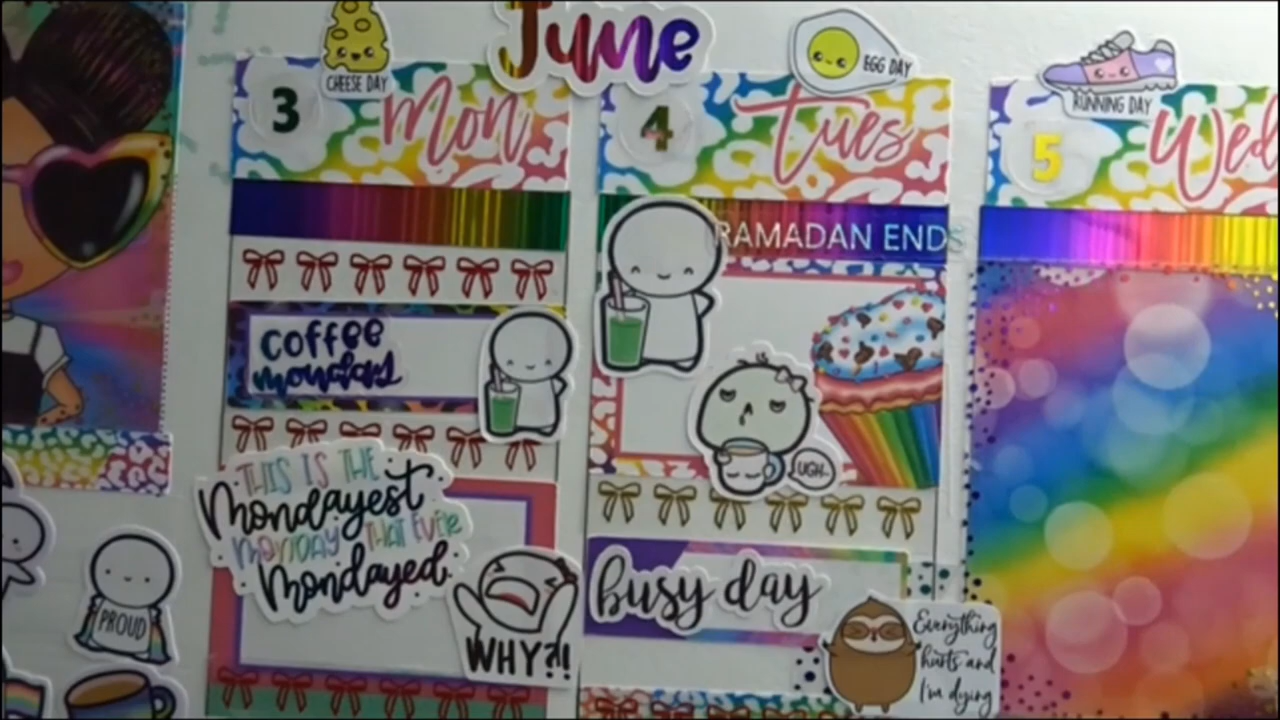 June
CHEESE DAY
EGG DAY
RUNNING DAY
3
Mon
4
Tues
5
Wed
RAMADAN ENDS
coffee
mondays
THIS IS THE
Mondayest
MONDAY THAT EVER
Mondayed
WHY?!
UGH..
busy day
Everything
hurts and
I'm dying
PROUD